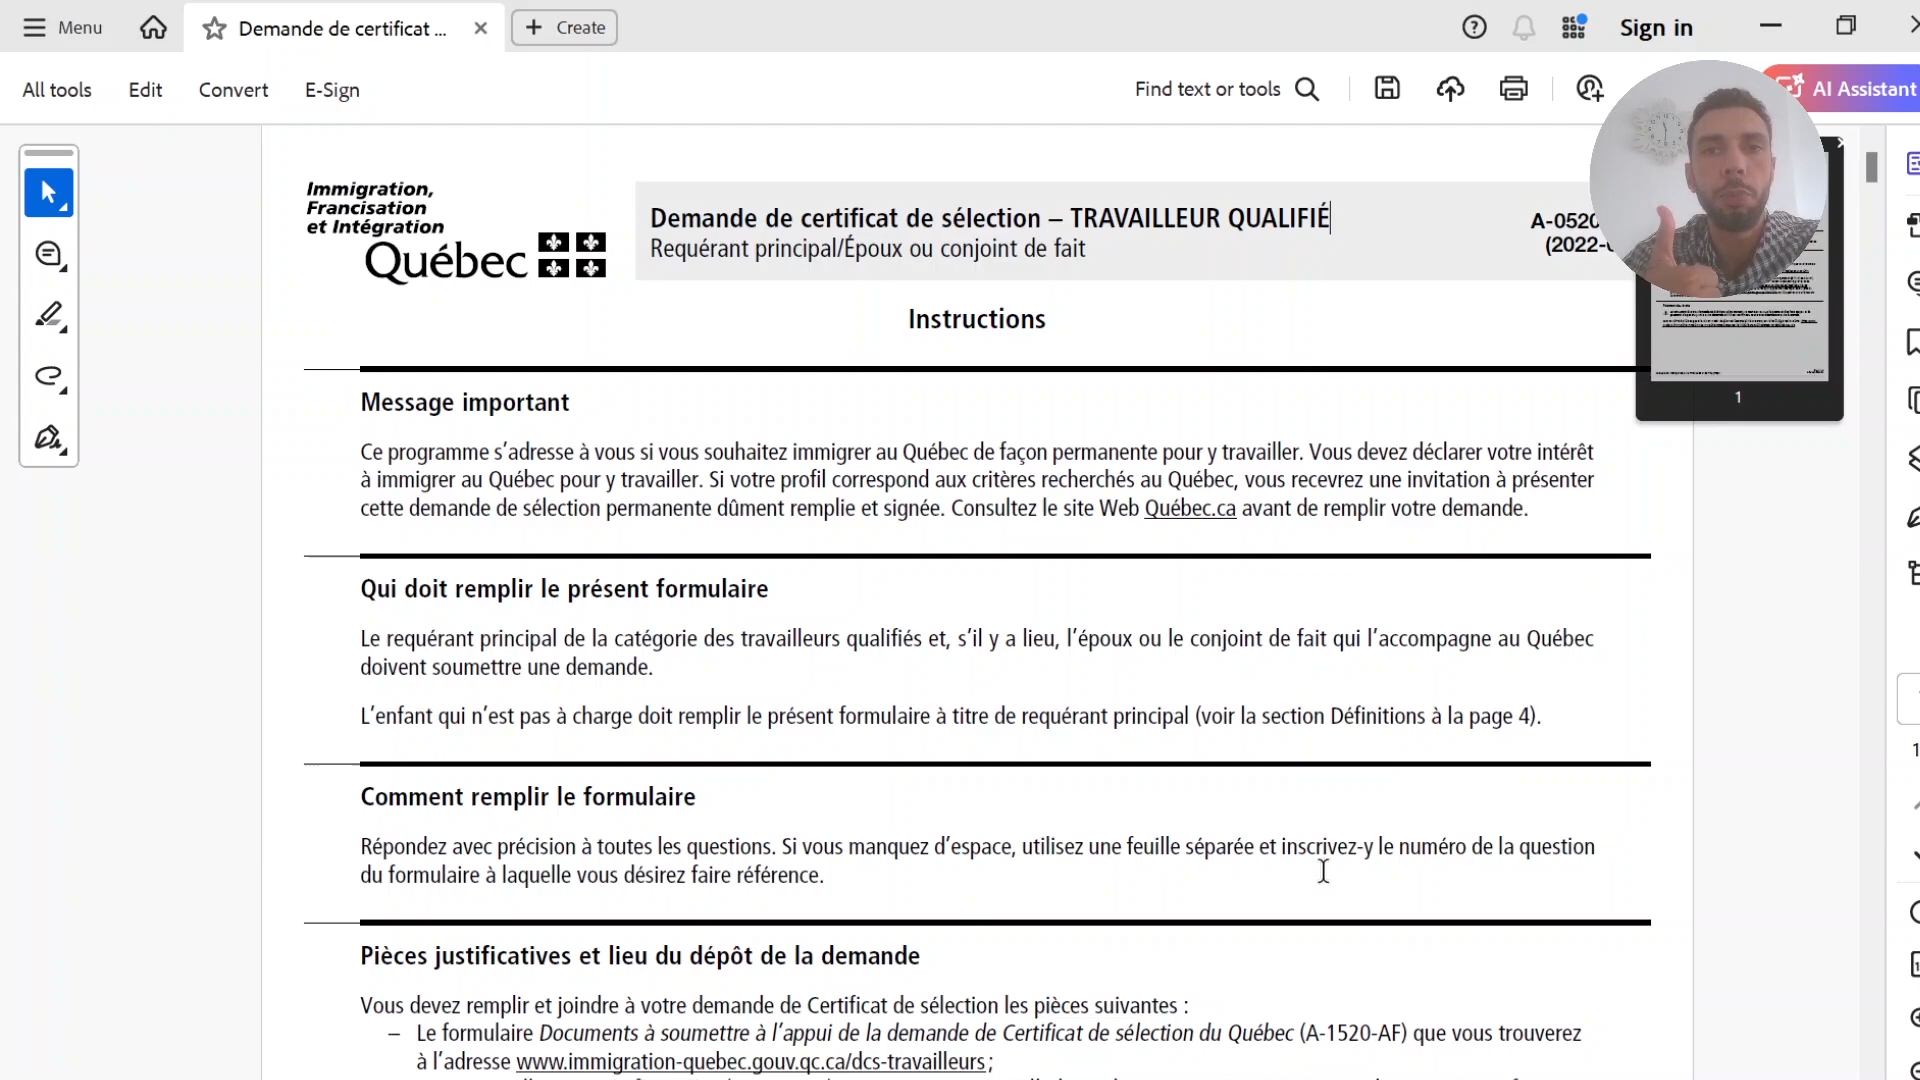 Menu
Demande de certificat ...
Create
Sign in
All tools
Edit
Convert
E-Sign
Find text or tools
AI Assistant
Immigration,
Francisation
et Intégration
Québec
Demande de certificat de sélection – TRAVAILLEUR QUALIFIÉ
Requérant principal/Époux ou conjoint de fait
A-0520
(2022-
Instructions
1
Message important
Ce programme s’adresse à vous si vous souhaitez immigrer au Québec de façon permanente pour y travailler. Vous devez déclarer votre intérêt
à immigrer au Québec pour y travailler. Si votre profil correspond aux critères recherchés au Québec, vous recevrez une invitation à présenter
cette demande de sélection permanente dûment remplie et signée. Consultez le site Web Québec.ca avant de remplir votre demande.
Qui doit remplir le présent formulaire
Le requérant principal de la catégorie des travailleurs qualifiés et, s’il y a lieu, l’époux ou le conjoint de fait qui l’accompagne au Québec
doivent soumettre une demande.
L’enfant qui n’est pas à charge doit remplir le présent formulaire à titre de requérant principal (voir la section Définitions à la page 4).
Comment remplir le formulaire
Répondez avec précision à toutes les questions. Si vous manquez d’espace, utilisez une feuille séparée et inscrivez-y le numéro de la question
du formulaire à laquelle vous désirez faire référence.
Pièces justificatives et lieu du dépôt de la demande
Vous devez remplir et joindre à votre demande de Certificat de sélection les pièces suivantes :
– Le formulaire Documents à soumettre à l’appui de la demande de Certificat de sélection du Québec (A-1520-AF) que vous trouverez
à l’adresse www.immigration-quebec.gouv.qc.ca/dcs-travailleurs ;